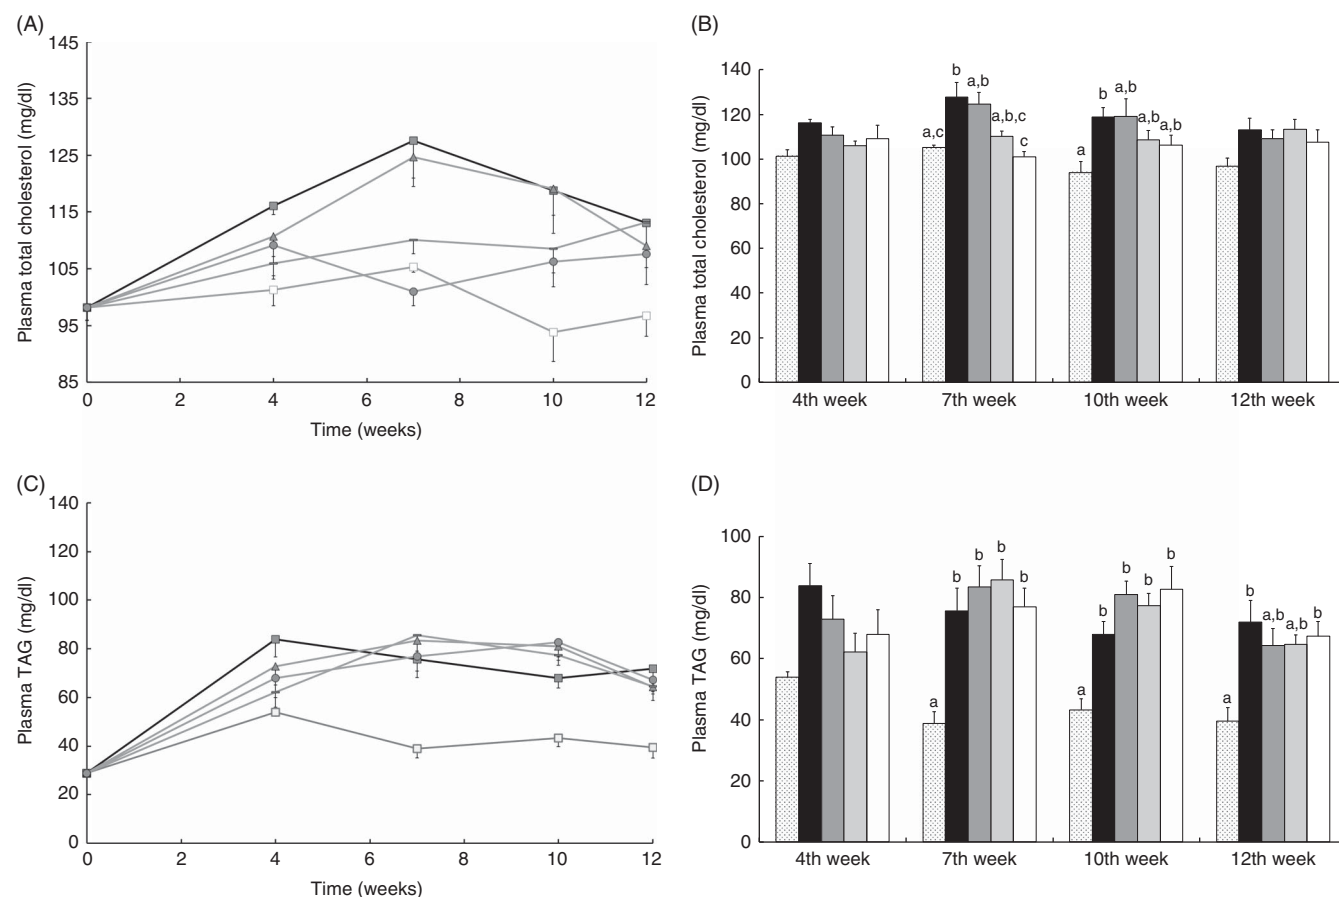 (A)
145
135
125
115
105
95
85
Plasma total cholesterol (mg/dl)
0 2 4 6 8 10 12
Time (weeks)
(B)
140
120
100
80
60
40
20
0
Plasma total cholesterol (mg/dl)
a,c b a,b a,b,c c
a b a,b a,b a,b
4th week 7th week 10th week 12th week
(C)
140
120
100
80
60
40
20
0
Plasma TAG (mg/dl)
0 2 4 6 8 10 12
Time (weeks)
(D)
100
80
60
40
20
0
Plasma TAG (mg/dl)
a b b b b
a b b b b
a b a,b a,b b
4th week 7th week 10th week 12th week